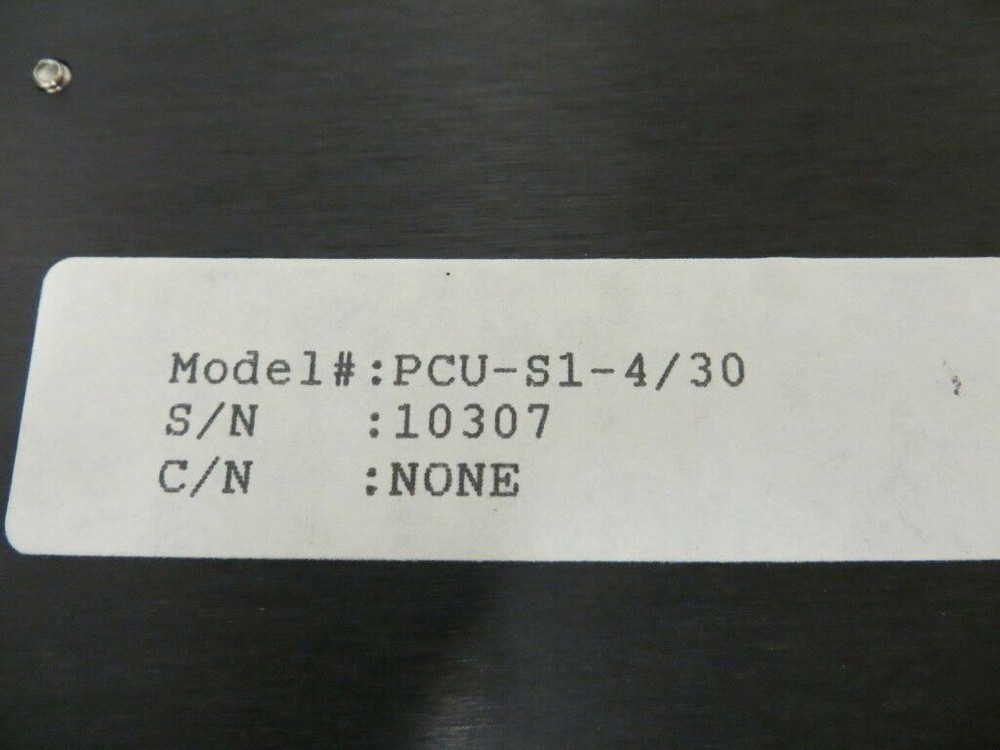 Model#:PCU-S1-4/30
S/N :10307
C/N :NONE